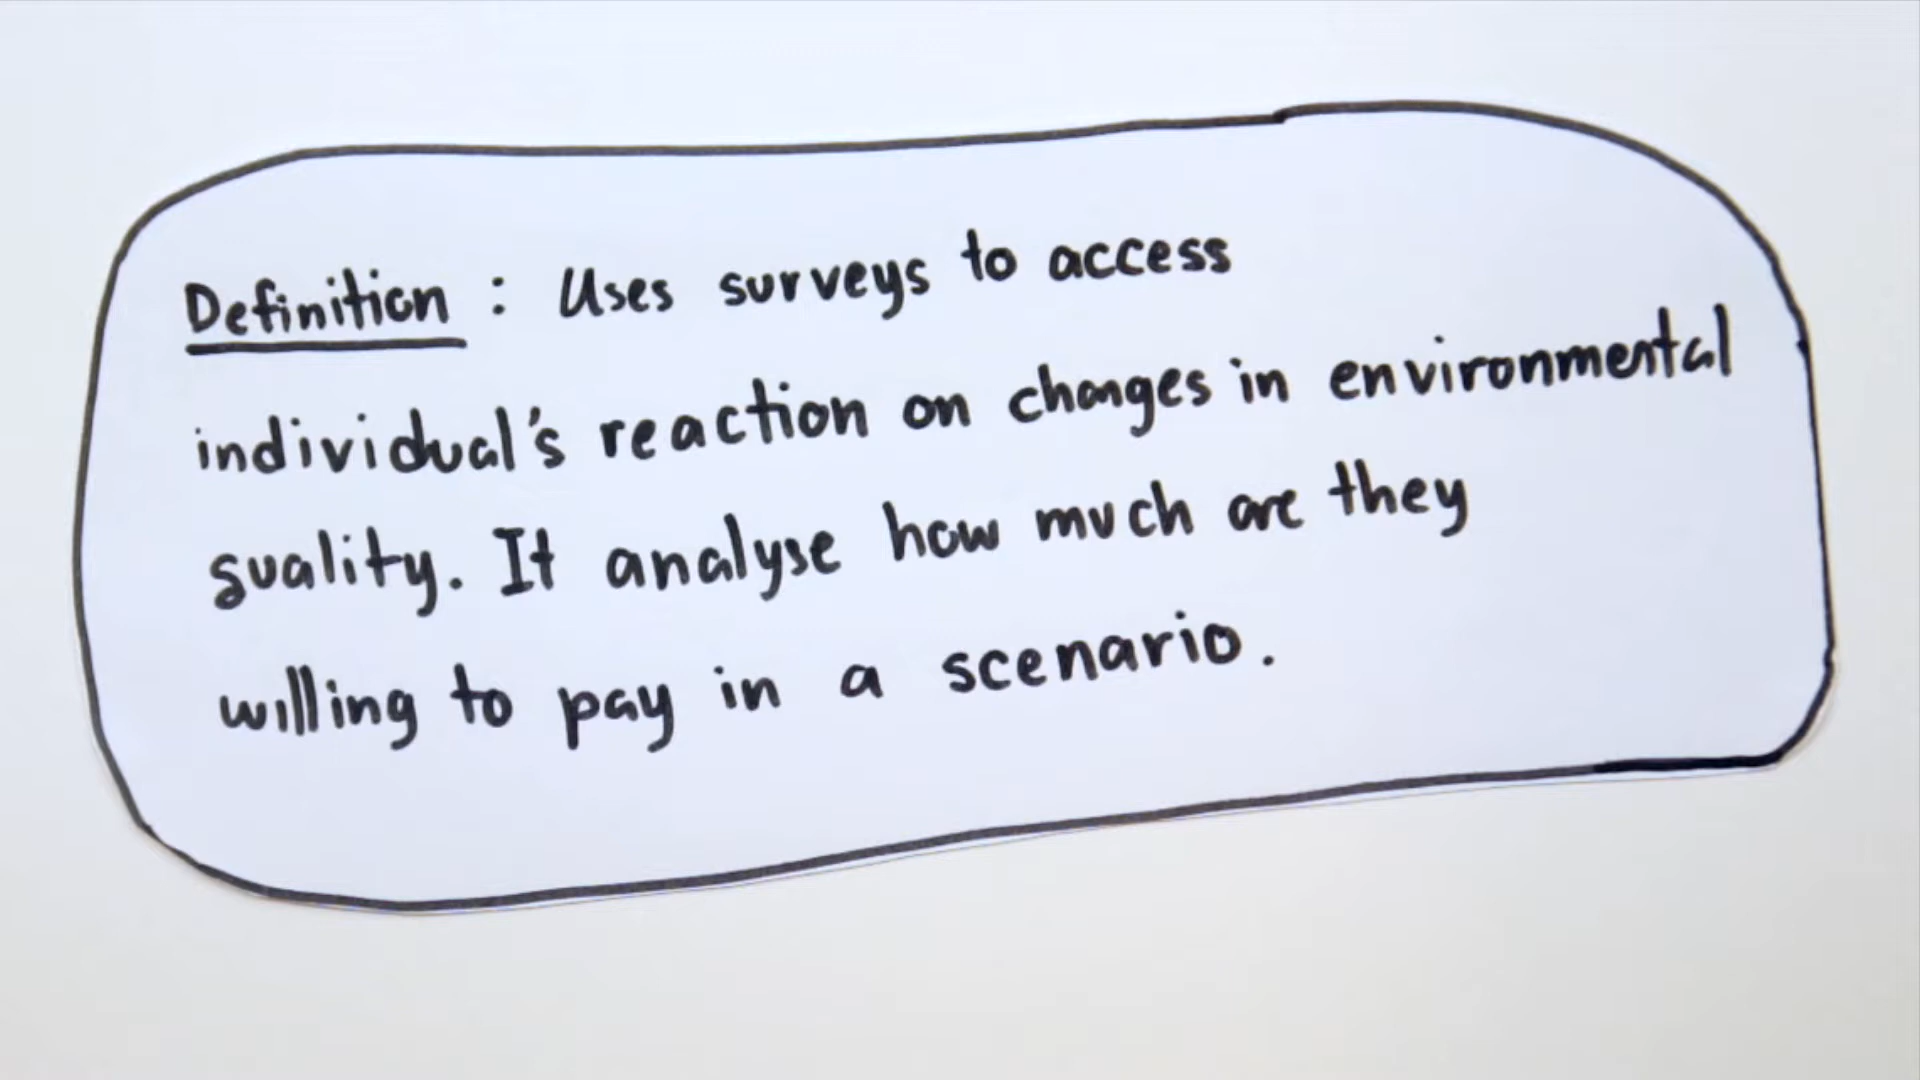 Definition : Uses surveys to access
individual's reaction on changes in environmental
quality. It analyse how much are they
willing to pay in a scenario.